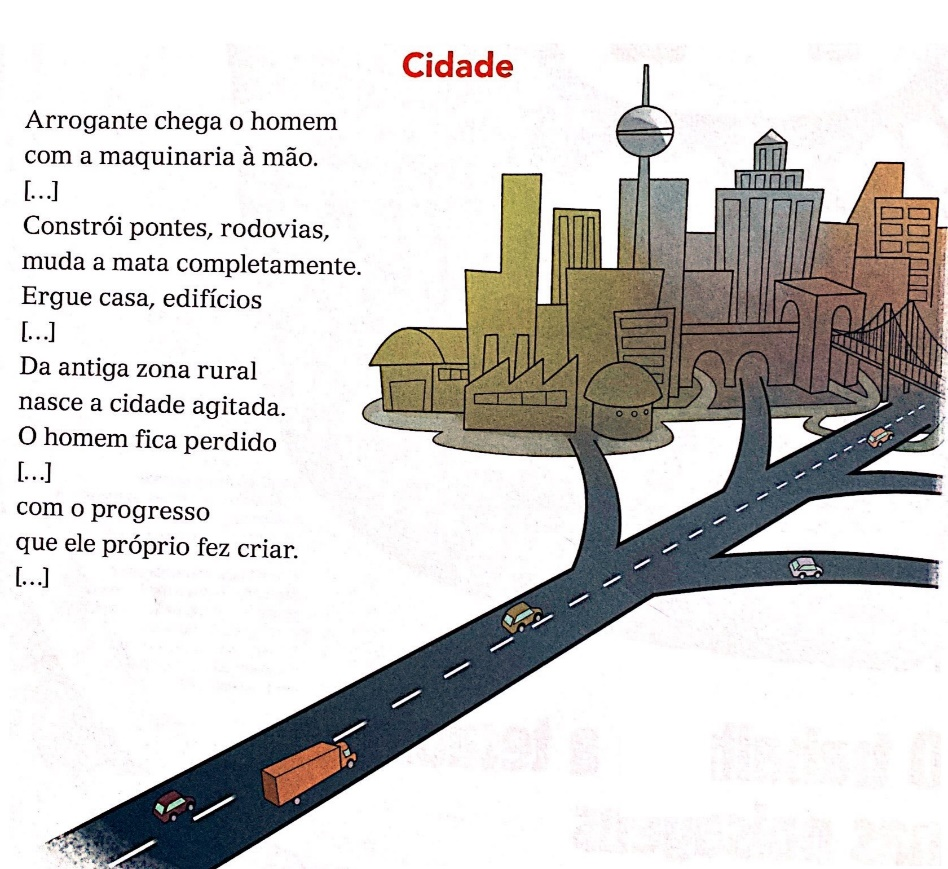 Cidade
Arrogante chega o homem
com a maquinaria à mão.
[...]
Constrói pontes, rodovias,
muda a mata completamente.
Ergue casa, edifícios
[...]
Da antiga zona rural
nasce a cidade agitada.
O homem fica perdido
[...]
com o progresso
que ele próprio fez criar.
[...]